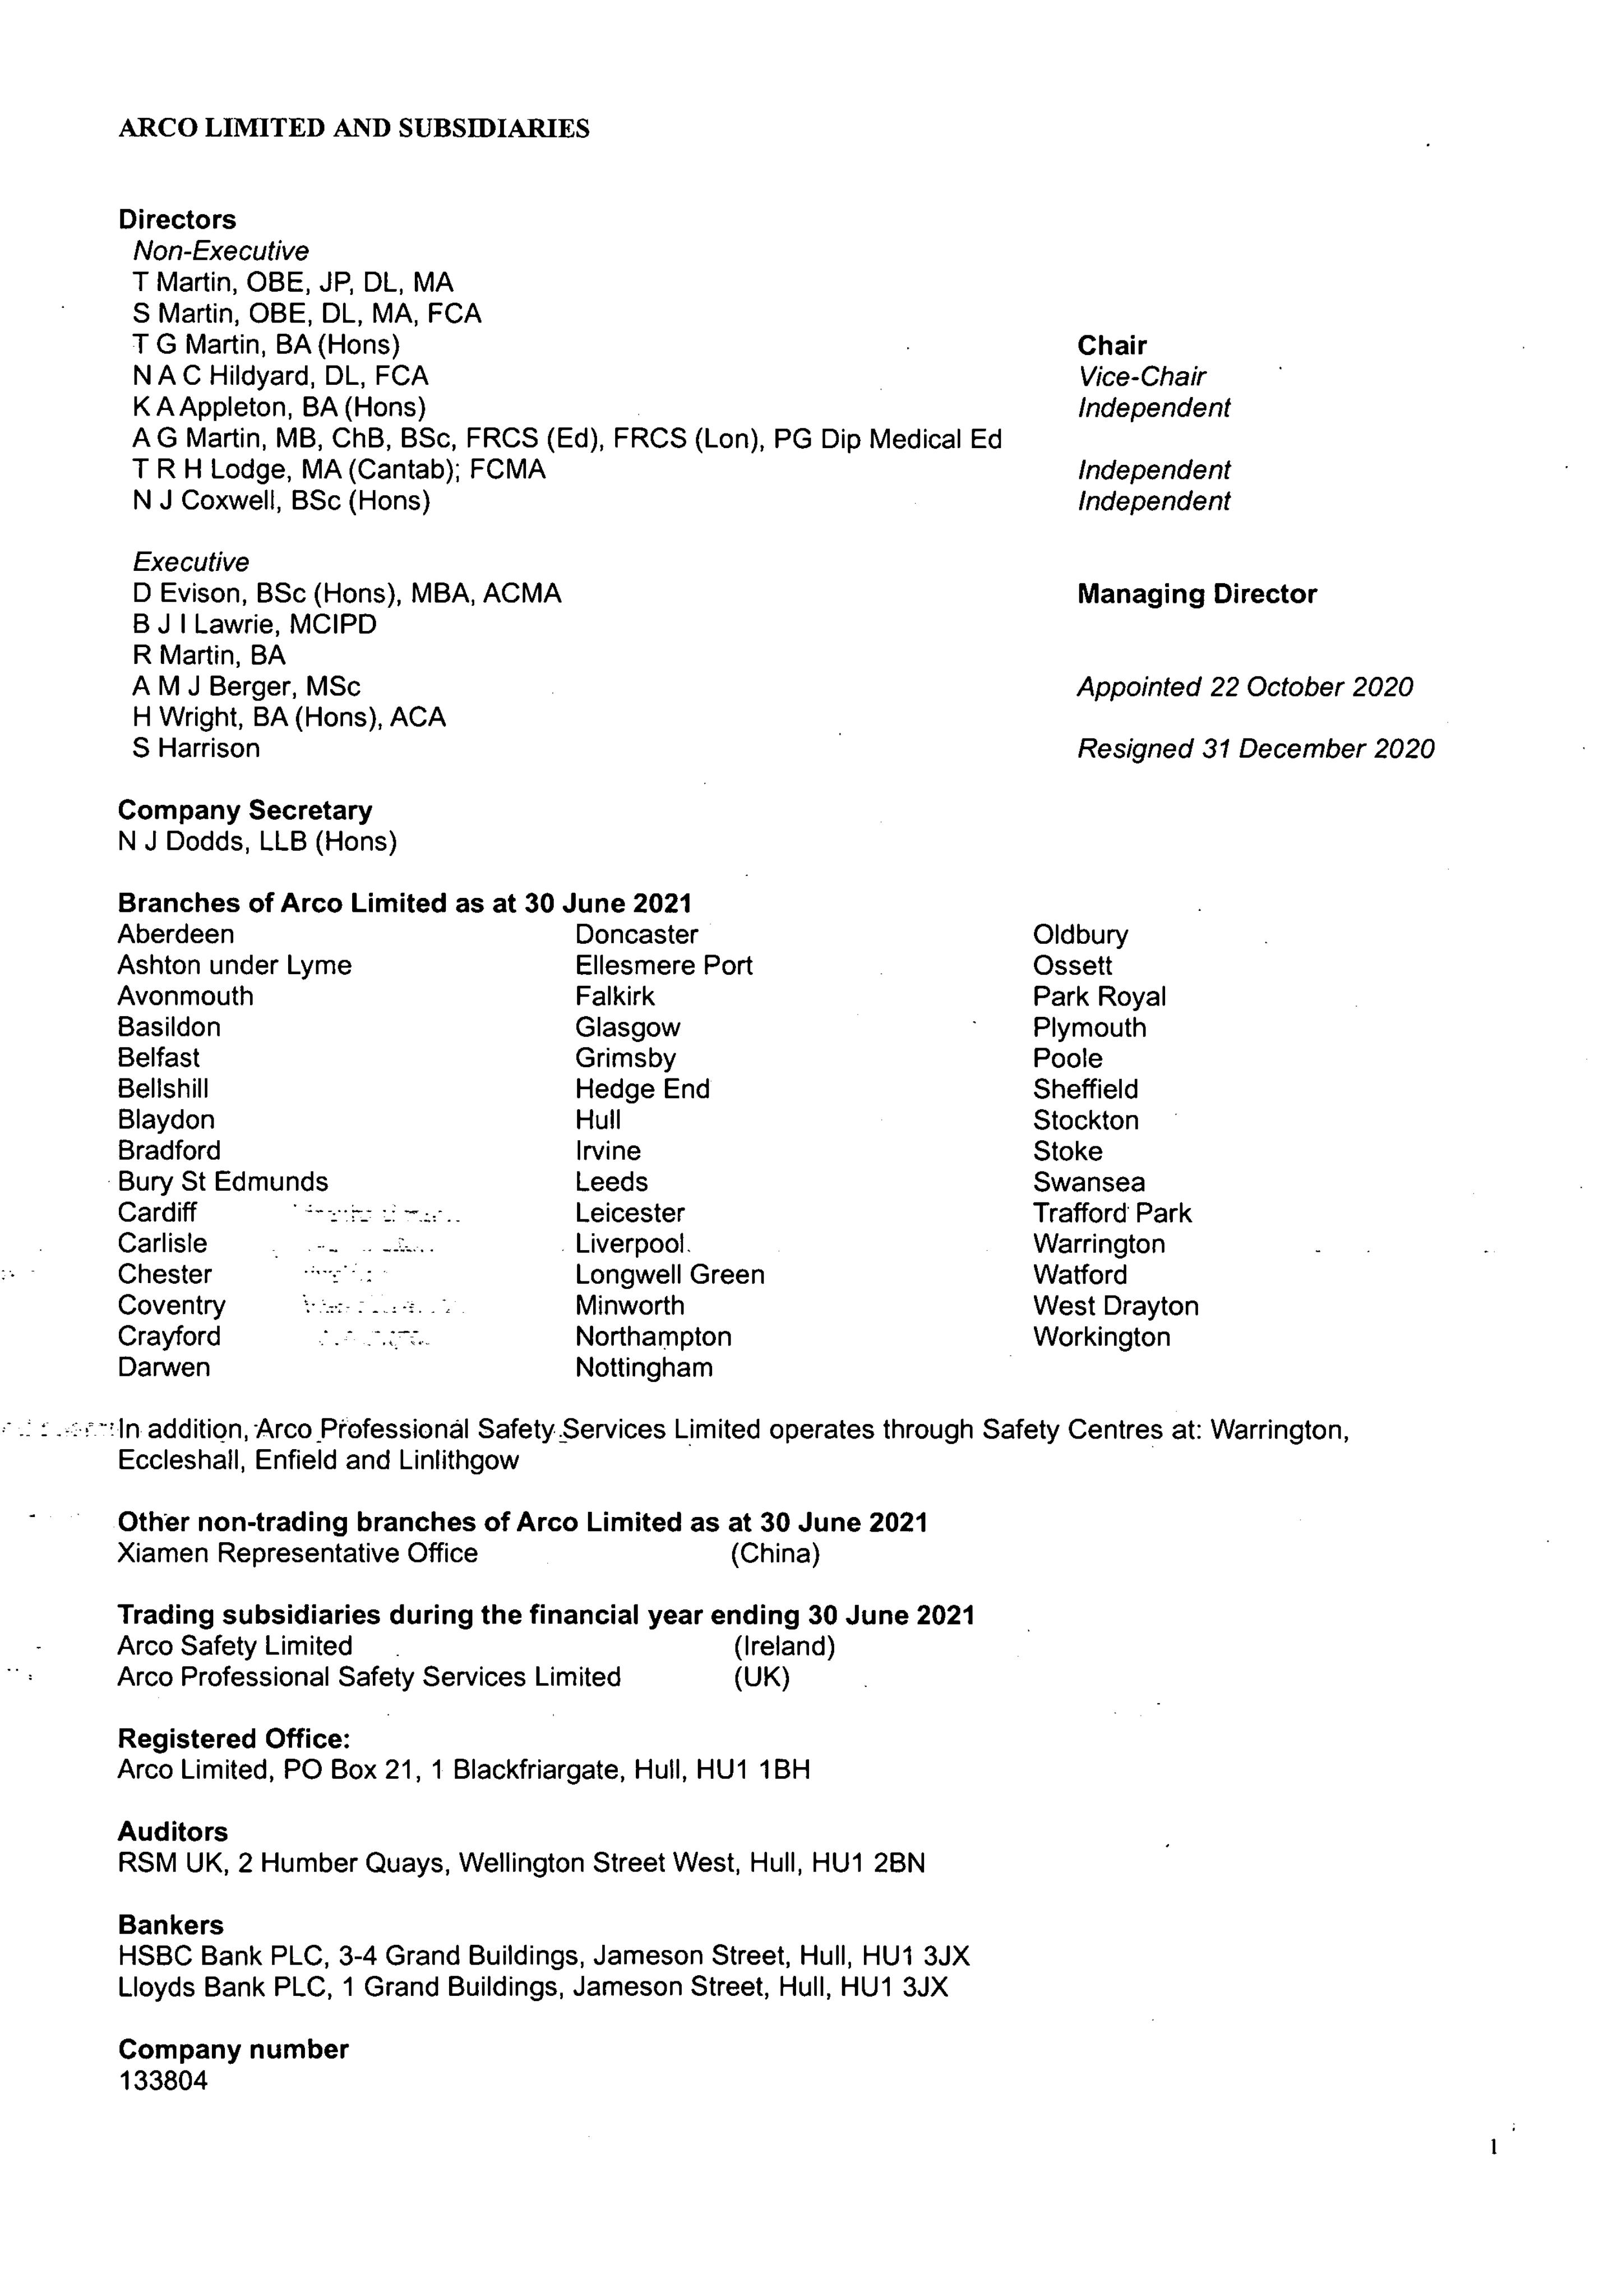 ARCO LIMITED AND SUBSIDIARIES
Directors
Non-Executive
T Martin, OBE, JP, DL, MA
S Martin, OBE, DL, MA, FCA
T G Martin, BA (Hons) Chair
N A C Hildyard, DL, FCA Vice-Chair
K A Appleton, BA (Hons) Independent
A G Martin, MB, ChB, BSc, FRCS (Ed), FRCS (Lon), PG Dip Medical Ed
T R H Lodge, MA (Cantab); FCMA Independent
N J Coxwell, BSc (Hons) Independent
Executive
D Evison, BSc (Hons), MBA, ACMA Managing Director
B J I Lawrie, MCIPD
R Martin, BA
A M J Berger, MSc Appointed 22 October 2020
H Wright, BA (Hons), ACA
S Harrison Resigned 31 December 2020
Company Secretary
N J Dodds, LLB (Hons)
Branches of Arco Limited as at 30 June 2021
Aberdeen Doncaster Oldbury
Ashton under Lyme Ellesmere Port Ossett
Avonmouth Falkirk Park Royal
Basildon Glasgow Plymouth
Belfast Grimsby Poole
Bellshill Hedge End Sheffield
Blaydon Hull Stockton
Bradford Irvine Stoke
Bury St Edmunds Leeds Swansea
Cardiff Leicester Trafford Park
Carlisle Liverpool Warrington
Chester Longwell Green Watford
Coventry Minworth West Drayton
Crayford Northampton Workington
Darwen Nottingham
In addition, Arco Professional Safety Services Limited operates through Safety Centres at: Warrington,
Eccleshall, Enfield and Linlithgow
Other non-trading branches of Arco Limited as at 30 June 2021
Xiamen Representative Office (China)
Trading subsidiaries during the financial year ending 30 June 2021
Arco Safety Limited (Ireland)
Arco Professional Safety Services Limited (UK)
Registered Office:
Arco Limited, PO Box 21, 1 Blackfriargate, Hull, HU1 1BH
Auditors
RSM UK, 2 Humber Quays, Wellington Street West, Hull, HU1 2BN
Bankers
HSBC Bank PLC, 3-4 Grand Buildings, Jameson Street, Hull, HU1 3JX
Lloyds Bank PLC, 1 Grand Buildings, Jameson Street, Hull, HU1 3JX
Company number
133804
1